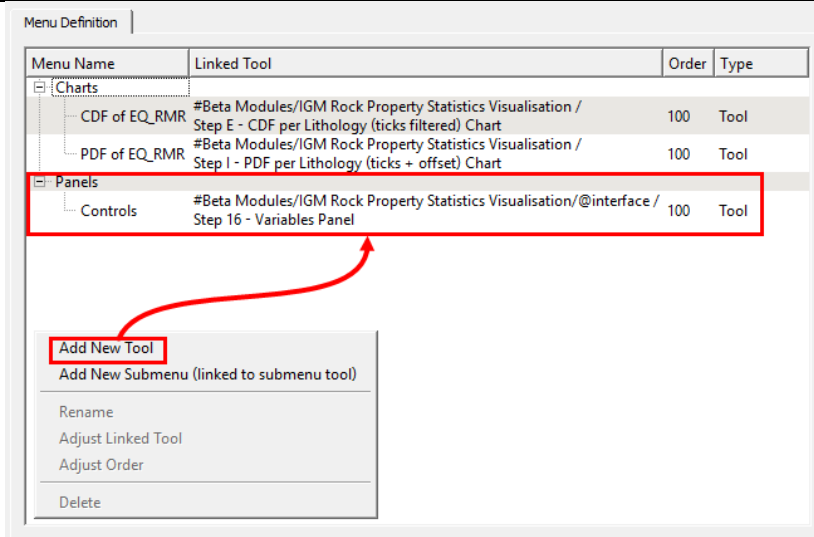 Menu Definition
Menu Name Linked Tool Order Type
Charts
CDF of EQ_RMR #Beta Modules/IGM Rock Property Statistics Visualisation / 100 Tool
Step E - CDF per Lithology (ticks filtered) Chart
PDF of EQ_RMR #Beta Modules/IGM Rock Property Statistics Visualisation / 100 Tool
Step I - PDF per Lithology (ticks + offset) Chart
Panels
Controls #Beta Modules/IGM Rock Property Statistics Visualisation/@interface / 100 Tool
Step 16 - Variables Panel
Add New Tool
Add New Submenu (linked to submenu tool)
Rename
Adjust Linked Tool
Adjust Order
Delete